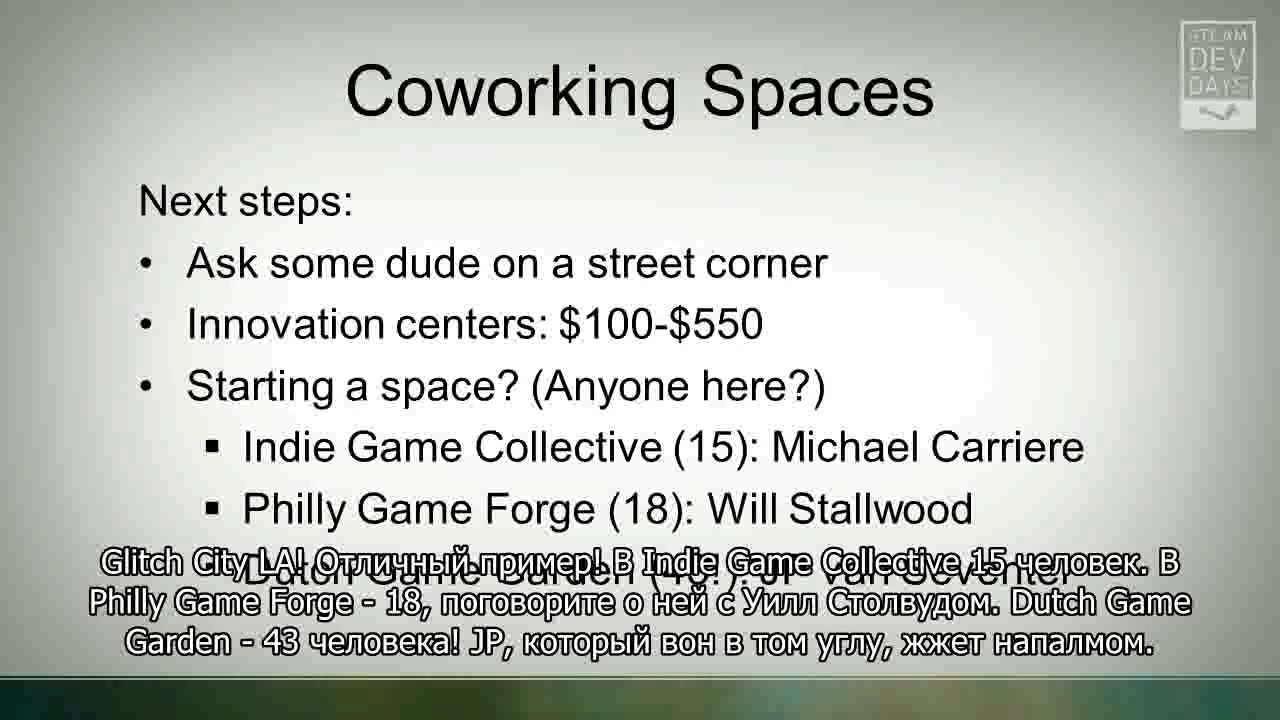 STEAM
DEV
DAYS
Coworking Spaces
Next steps:
• Ask some dude on a street corner
• Innovation centers: $100-$550
• Starting a space? (Anyone here?)
▪ Indie Game Collective (15): Michael Carriere
▪ Philly Game Forge (18): Will Stallwood
Dutch Game Garden
Glitch City LA! Отличный пример! В Indie Game Collective 15 человек. В
Philly Game Forge - 18, поговорите о ней с Уилл Столвудом. Dutch Game
Garden - 43 человека! JP, который вон в том углу, жжет напалмом.